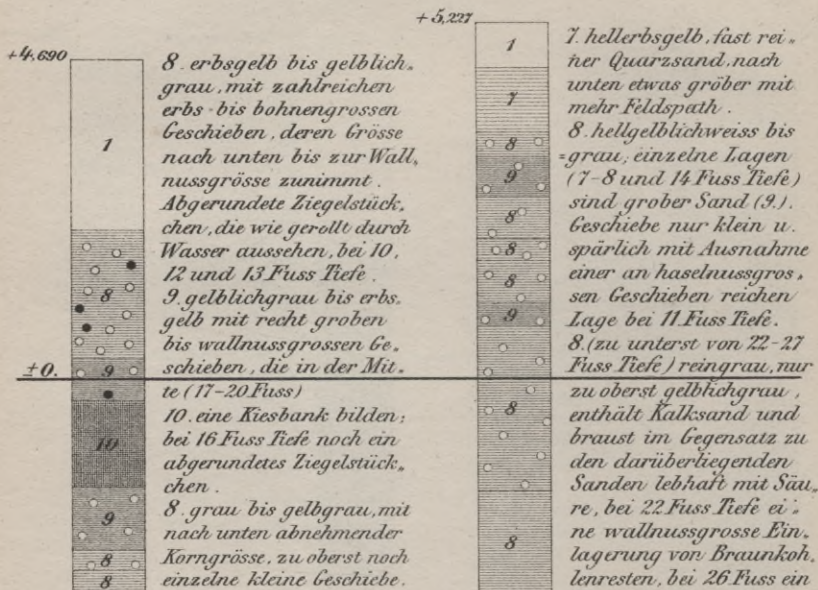 +4,690
8. erbsgelb bis gelblich-
grau, mit zahlreichen
erbs- bis bohnengrossen
Geschieben, deren Grösse
nach unten bis zur Wall-
nussgrösse zunimmt.
Abgerundete Ziegelstück-
chen, die wie gerollt durch
Wasser aussehen, bei 10,
12 und 13 Fuss Tiefe.
9. gelblichgrau bis erbs-
gelb mit recht groben
bis wallnussgrossen Ge-
schieben, die in der Mit-
te (17-20 Fuss)
10. eine Kiesbank bilden;
bei 16 Fuss Tiefe noch ein
abgerundetes Ziegelstück-
chen.
8. grau bis gelbgrau, mit
nach unten abnehmender
Korngrösse, zu oberst noch
einzelne kleine Geschiebe.
1
8
±0.
9
10
9
8
8
+5,227
7. hellerbsgelb, fast rei-
ner Quarzsand, nach
unten etwas gröber mit
mehr Feldspath.
8. hellgelblichweiss bis
=grau; einzelne Lagen
(7-8 und 14 Fuss Tiefe)
sind grober Sand (9.).
Geschiebe nur klein u.
spärlich mit Ausnahme
einer an haselnussgros-
sen Geschieben reichen
Lage bei 11 Fuss Tiefe.
8. (zu unterst von 22-27
Fuss Tiefe) reingrau, nur
zu oberst gelblichgrau,
enthält Kalksand und
braust im Gegensatz zu
den darüberliegenden
Sanden lebhaft mit Säu-
re, bei 22 Fuss Tiefe ei-
ne wallnussgrosse Ein-
lagerung von Braunkoh-
lenresten, bei 26 Fuss ein
1
7
8
9
8
8
8
9
8
8